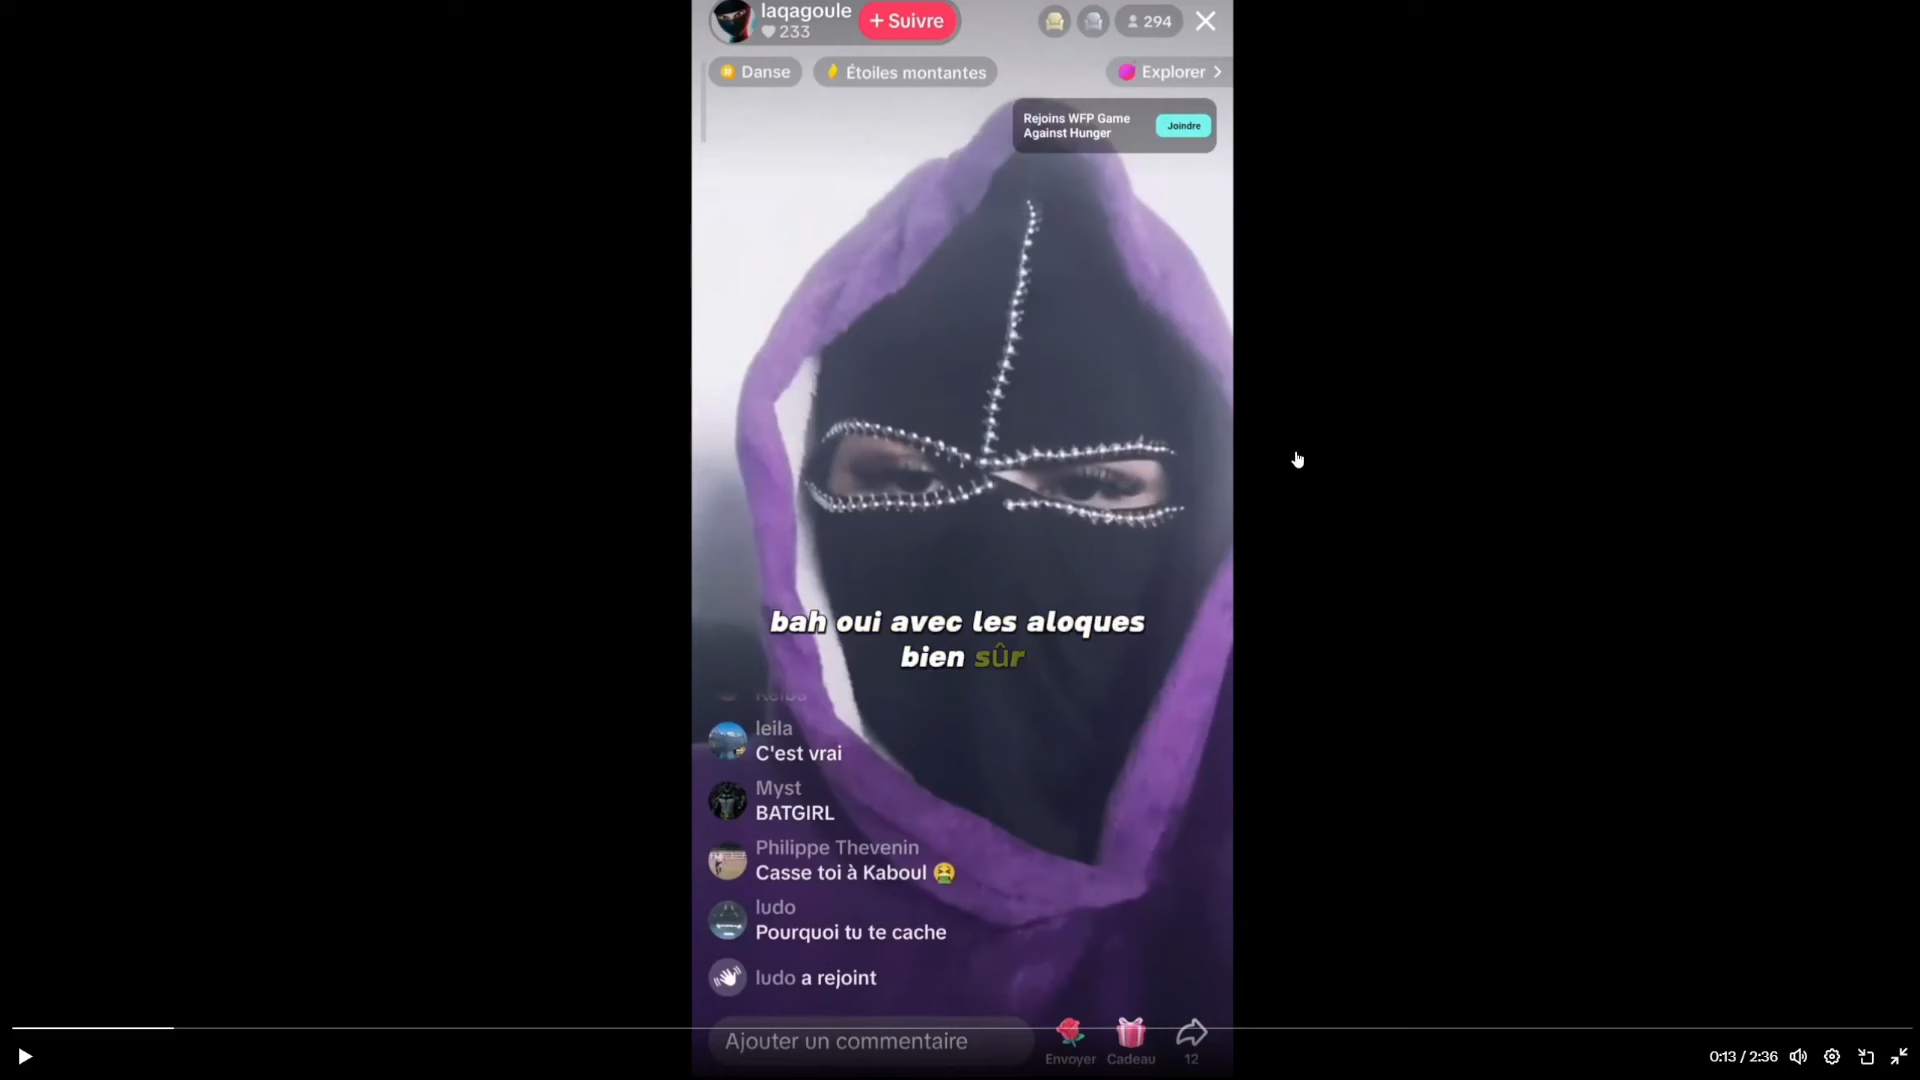 laqagoule
233
+ Suivre
294
Danse
Étoiles montantes
Explorer
Rejoins WFP Game
Against Hunger
Joindre
bah oui avec les aloques
bien sûr
leila
C'est vrai
Myst
BATGIRL
Philippe Thevenin
Casse toi à Kaboul 🤮
ludo
Pourquoi tu te cache
ludo a rejoint
Ajouter un commentaire
Envoyer
Cadeau
12
0:13 / 2:36